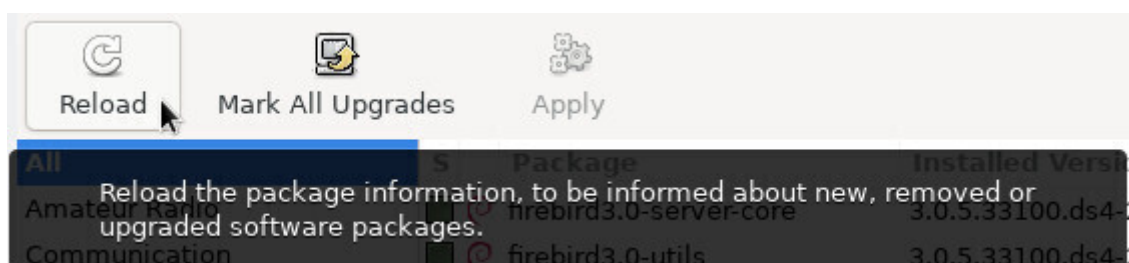 Reload Mark All Upgrades Apply
All S Package Installed Versi
Reload the package information, to be informed about new, removed or
Amateur Radio firebird3.0-server-core 3.0.5.33100.ds4-
upgraded software packages.
Communication firebird3.0-utils 3.0.5.33100.ds4-